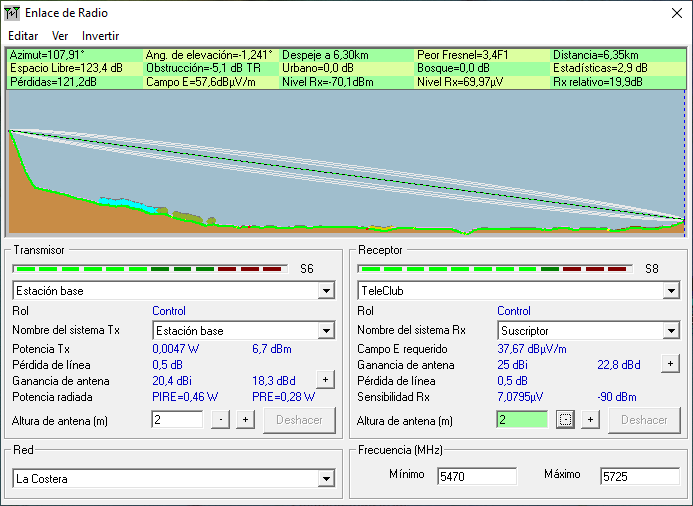 Enlace de Radio
Editar Ver Invertir
Azimut=107,91° Ang. de elevación=-1,241° Despeje a 6,30km Peor Fresnel=3,4F1 Distancia=6,35km
Espacio Libre=123,4 dB Obstrucción=-5,1 dB TR Urbano=0,0 dB Bosque=0,0 dB Estadísticas=2,9 dB
Pérdidas=121,2dB Campo E=57,6dBµV/m Nivel Rx=-70,1dBm Nivel Rx=69,97µV Rx relativo=19,9dB
Transmisor
S6
Estación base
Rol Control
Nombre del sistema Tx Estación base
Potencia Tx 0,0047 W 6,7 dBm
Pérdida de línea 0,5 dB
Ganancia de antena 20,4 dBi 18,3 dBd +
Potencia radiada PIRE=0,46 W PRE=0,28 W
Altura de antena (m) 2 - + Deshacer
Receptor
S8
TeleClub
Rol Control
Nombre del sistema Rx Suscriptor
Campo E requerido 37,67 dBµV/m
Ganancia de antena 25 dBi 22,8 dBd +
Pérdida de línea 0,5 dB
Sensibilidad Rx 7,0795µV -90 dBm
Altura de antena (m) 2 - + Deshacer
Red
La Costera
Frecuencia (MHz)
Mínimo 5470 Máximo 5725